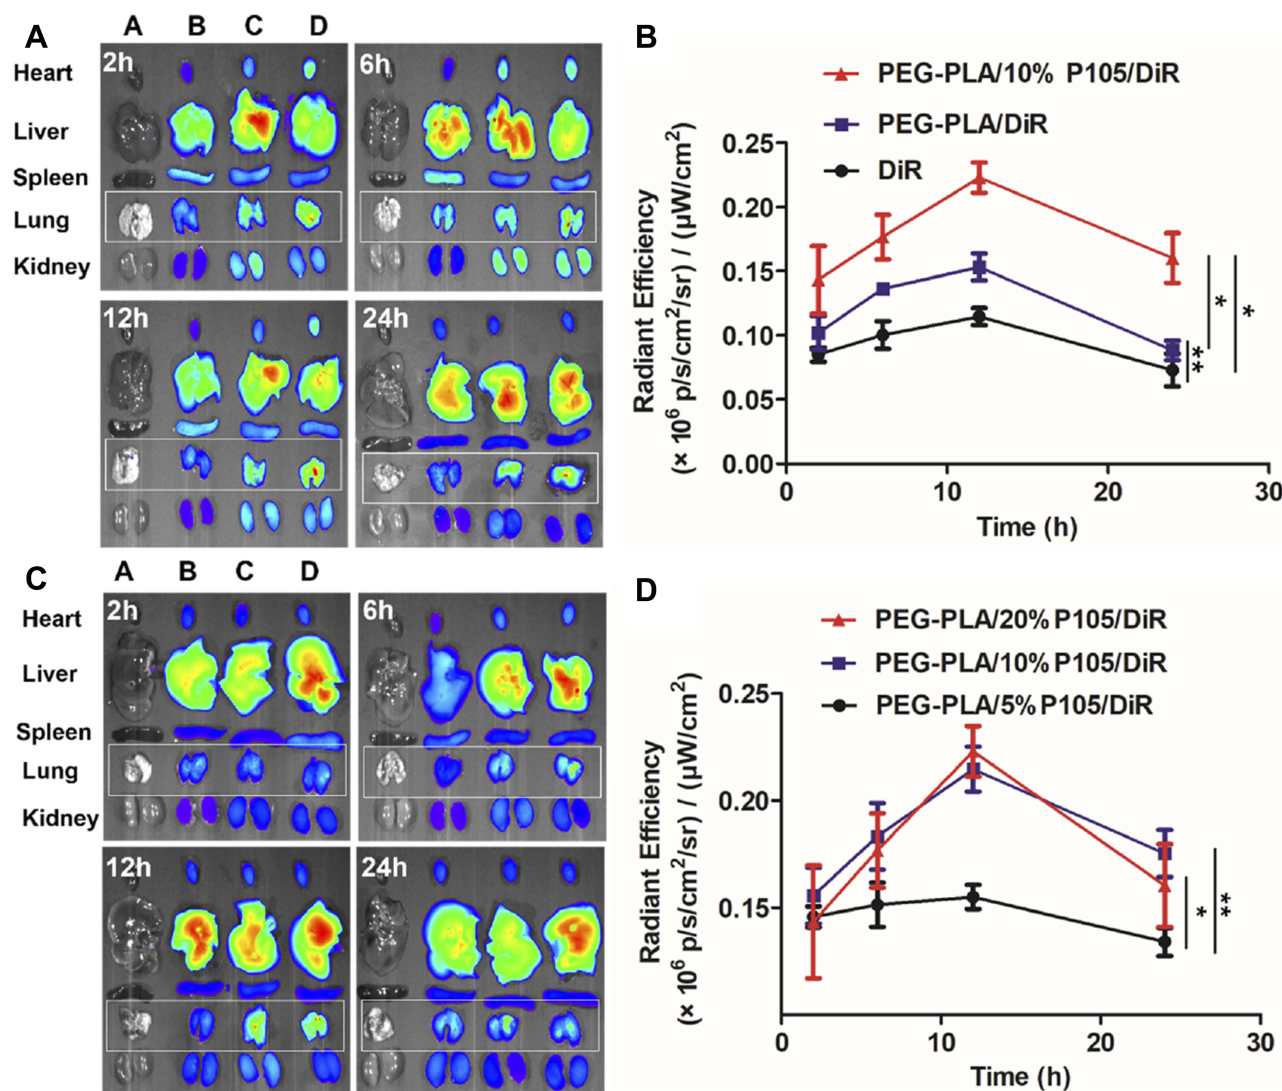 A
A B C D
2h
6h
Heart
Liver
Spleen
Lung
Kidney
12h
24h
B
PEG-PLA/10% P105/DiR
PEG-PLA/DiR
DiR
Radiant Efficiency
(× 10⁶ p/s/cm²/sr) / (µW/cm²)
0.25
0.20
0.15
0.10
0.05
0.00
0 10 20 30
Time (h)
*
*
**
C
A B C D
2h
6h
Heart
Liver
Spleen
Lung
Kidney
12h
24h
D
PEG-PLA/20% P105/DiR
PEG-PLA/10% P105/DiR
PEG-PLA/5% P105/DiR
Radiant Efficiency
(× 10⁶ p/s/cm²/sr) / (µW/cm²)
0.25
0.20
0.15
0 10 20 30
Time (h)
*
**